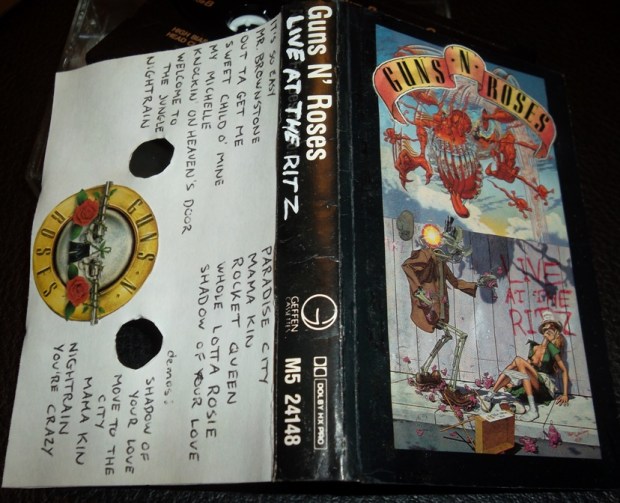 IT'S SO EASY
MR. BROWNSTONE
OUT TA GET ME
SWEET CHILD O' MINE
MY MICHELLE
KNOCKIN ON HEAVEN'S DOOR
WELCOME TO
THE JUNGLE
NIGHTRAIN
PARADISE CITY
MAMA KIN
ROCKET QUEEN
WHOLE LOTTA ROSIE
SHADOW OF YOUR LOVE
demos:
SHADOW OF
YOUR LOVE
MOVE TO THE
CITY
MAMA KIN
NIGHTRAIN
YOU'RE CRAZY
GUNS N'
ROSES
Guns N' Roses
LIVE AT THE RITZ
GEFFEN
CASSETTES
DOLBY HX PRO
M5 24148
GUNS N' ROSES
LIVE
AT THE
RITZ